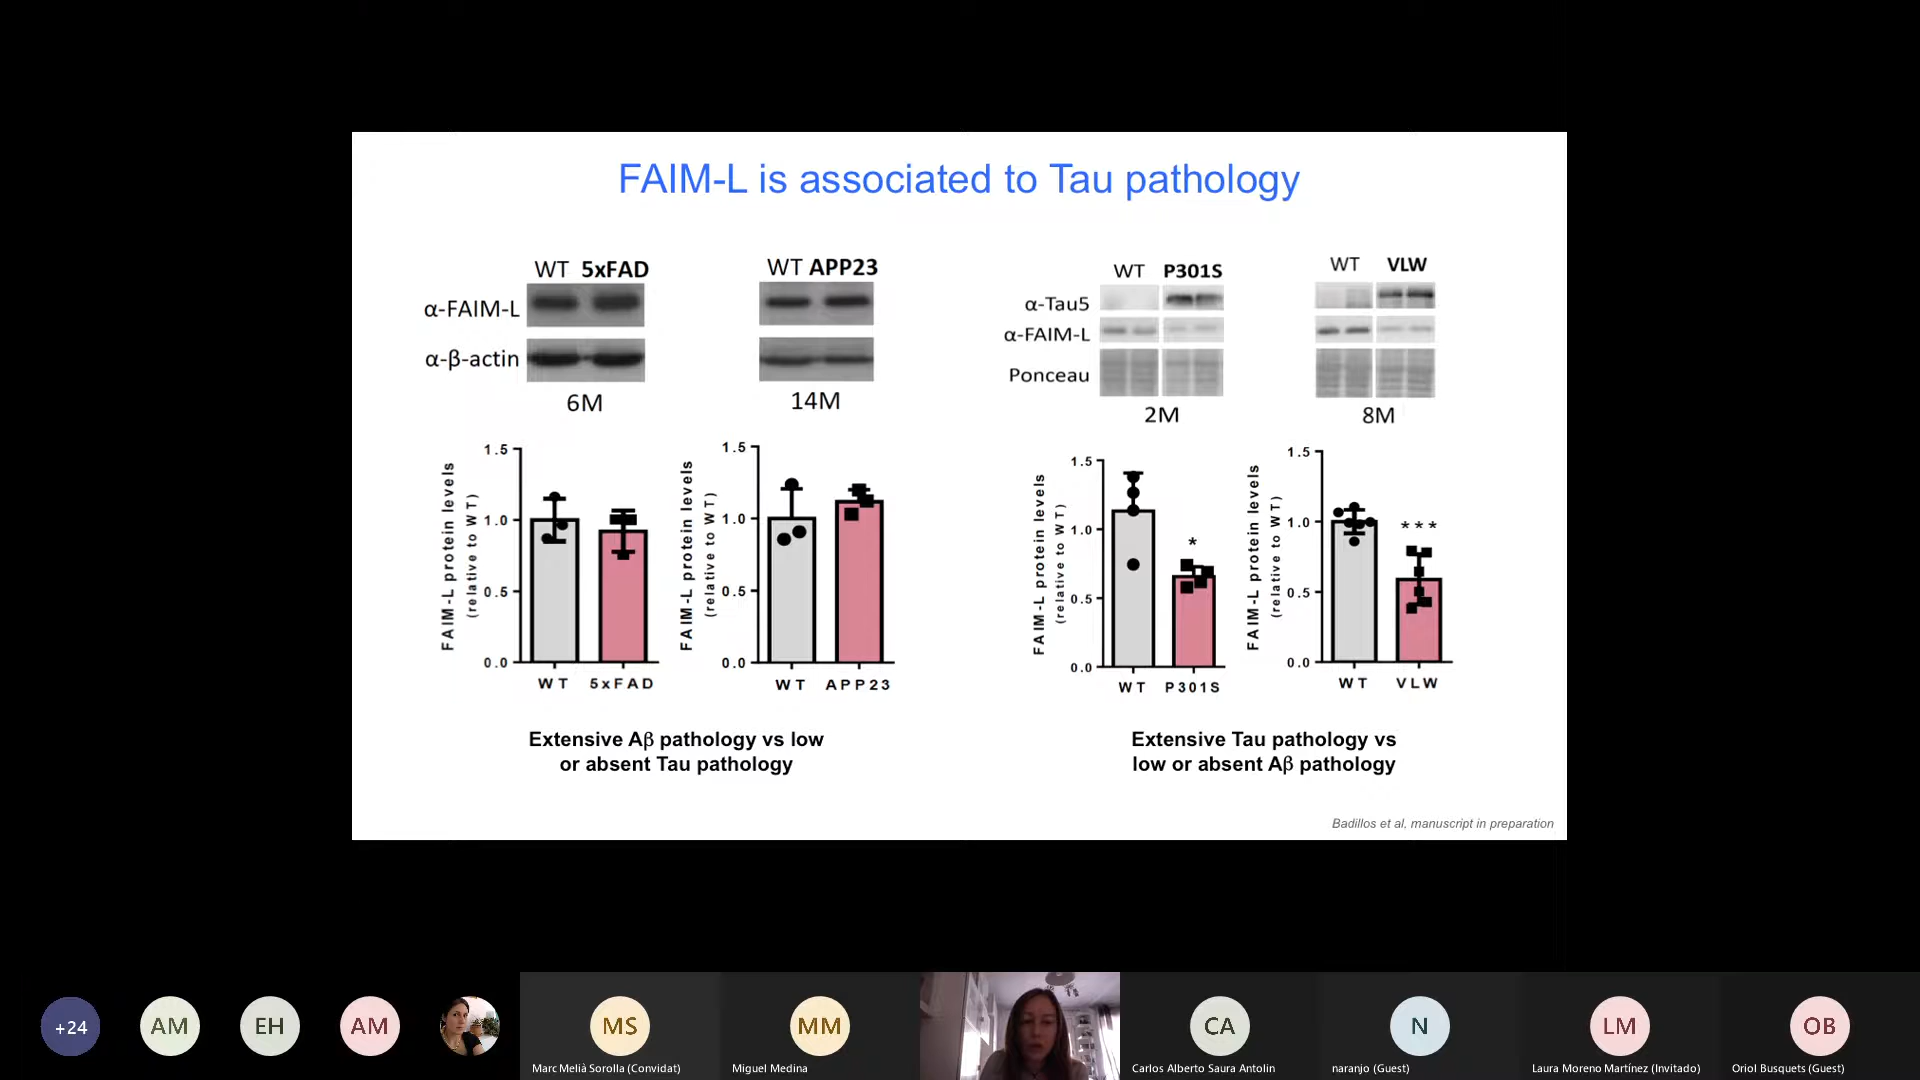 FAIM-L is associated to Tau pathology
WT 5xFAD
α-FAIM-L
α-β-actin
6M
WT APP23
14M
WT P301S
α-Tau5
α-FAIM-L
Ponceau
2M
WT VLW
8M
FAIM-L protein levels
(relative to WT)
1.5
1.0
0.5
0.0
WT 5xFAD
FAIM-L protein levels
(relative to WT)
1.5
1.0
0.5
0.0
WT APP23
FAIM-L protein levels
(relative to WT)
1.5
1.0
0.5
0.0
*
WT P301S
FAIM-L protein levels
(relative to WT)
1.5
1.0
0.5
0.0
***
WT VLW
Extensive Aβ pathology vs low
or absent Tau pathology
Extensive Tau pathology vs
low or absent Aβ pathology
Badillos et al, manuscript in preparation
+24
AM
EH
AM
MS
Marc Melià Sorolla (Convidat)
MM
Miguel Medina
CA
Carlos Alberto Saura Antolin
N
naranjo (Guest)
LM
Laura Moreno Martínez (Invitado)
OB
Oriol Busquets (Guest)